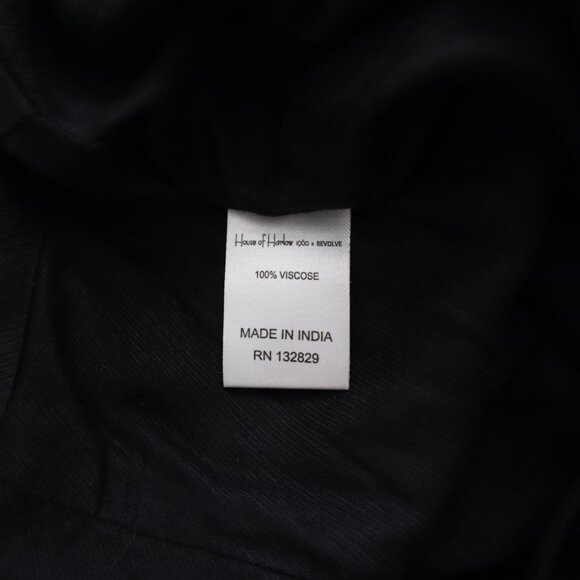 House of Harlow 1960 x REVOLVE
100% VISCOSE
MADE IN INDIA
RN 132829